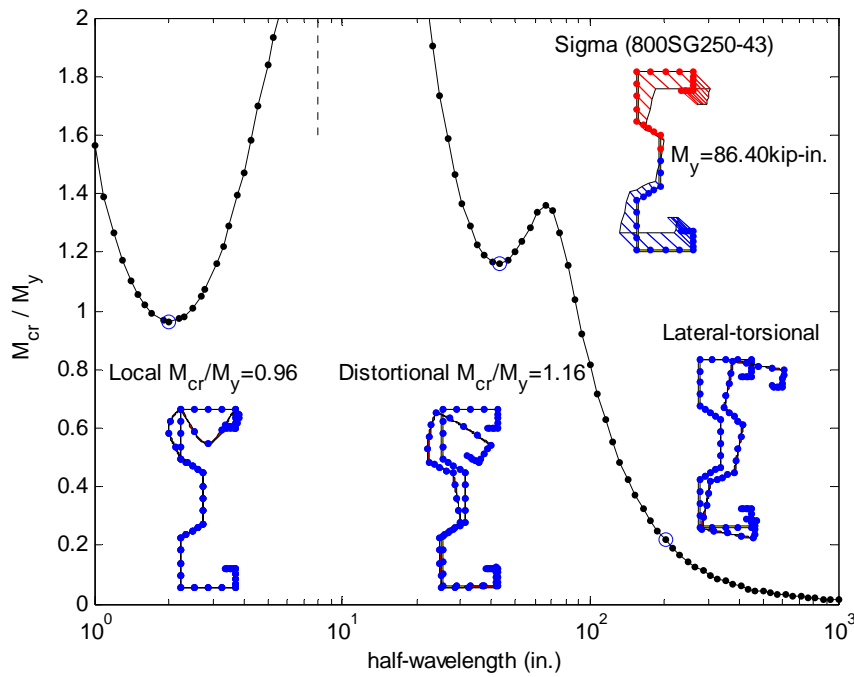 2
1.8
1.6
1.4
1.2
1
0.8
0.6
0.4
0.2
0
M_cr / M_y
Sigma (800SG250-43)
M_y=86.40kip-in.
Local M_cr/M_y=0.96
Distortional M_cr/M_y=1.16
Lateral-torsional
10^0
10^1
10^2
10^3
half-wavelength (in.)